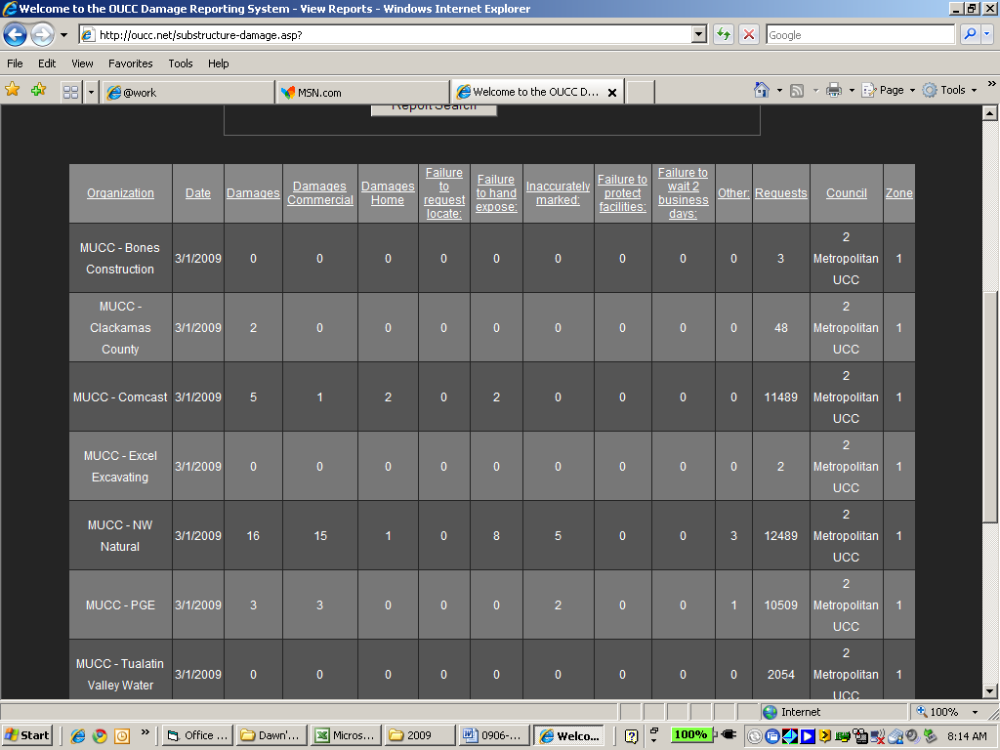 Welcome to the OUCC Damage Reporting System - View Reports - Windows Internet Explorer
http://oucc.net/substructure-damage.asp?
Google
File Edit View Favorites Tools Help
@work
MSN.com
Welcome to the OUCC D...
Page
Tools
Report Search
Organization Date Damages Damages Commercial Damages Home Failure to request locate: Failure to hand expose: Inaccurately marked: Failure to protect facilities: Failure to wait 2 business days: Other: Requests Council Zone
MUCC - Bones Construction 3/1/2009 0 0 0 0 0 0 0 0 0 3 2 Metropolitan UCC 1
MUCC - Clackamas County 3/1/2009 2 0 0 0 0 0 0 0 0 48 2 Metropolitan UCC 1
MUCC - Comcast 3/1/2009 5 1 2 0 2 0 0 0 0 11489 2 Metropolitan UCC 1
MUCC - Excel Excavating 3/1/2009 0 0 0 0 0 0 0 0 0 2 2 Metropolitan UCC 1
MUCC - NW Natural 3/1/2009 16 15 1 0 8 5 0 0 3 12489 2 Metropolitan UCC 1
MUCC - PGE 3/1/2009 3 3 0 0 0 2 0 0 1 10509 2 Metropolitan UCC 1
MUCC - Tualatin Valley Water 3/1/2009 0 0 0 0 0 0 0 0 0 2054 2 Metropolitan UCC 1
Internet 100%
Start Office ... Dawn'... Micros... 2009 0906-... Welco... 100% 8:14 AM